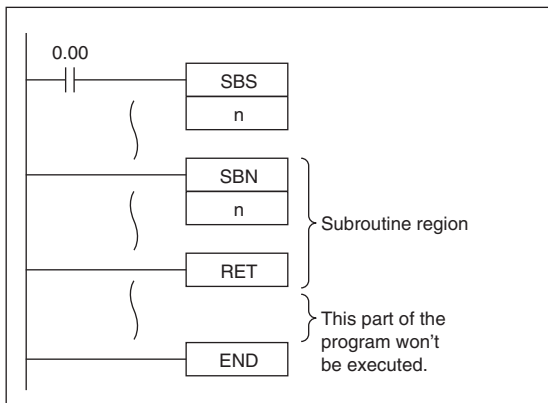 0.00
SBS
n
SBN
n
Subroutine region
RET
This part of the
program won't
be executed.
END